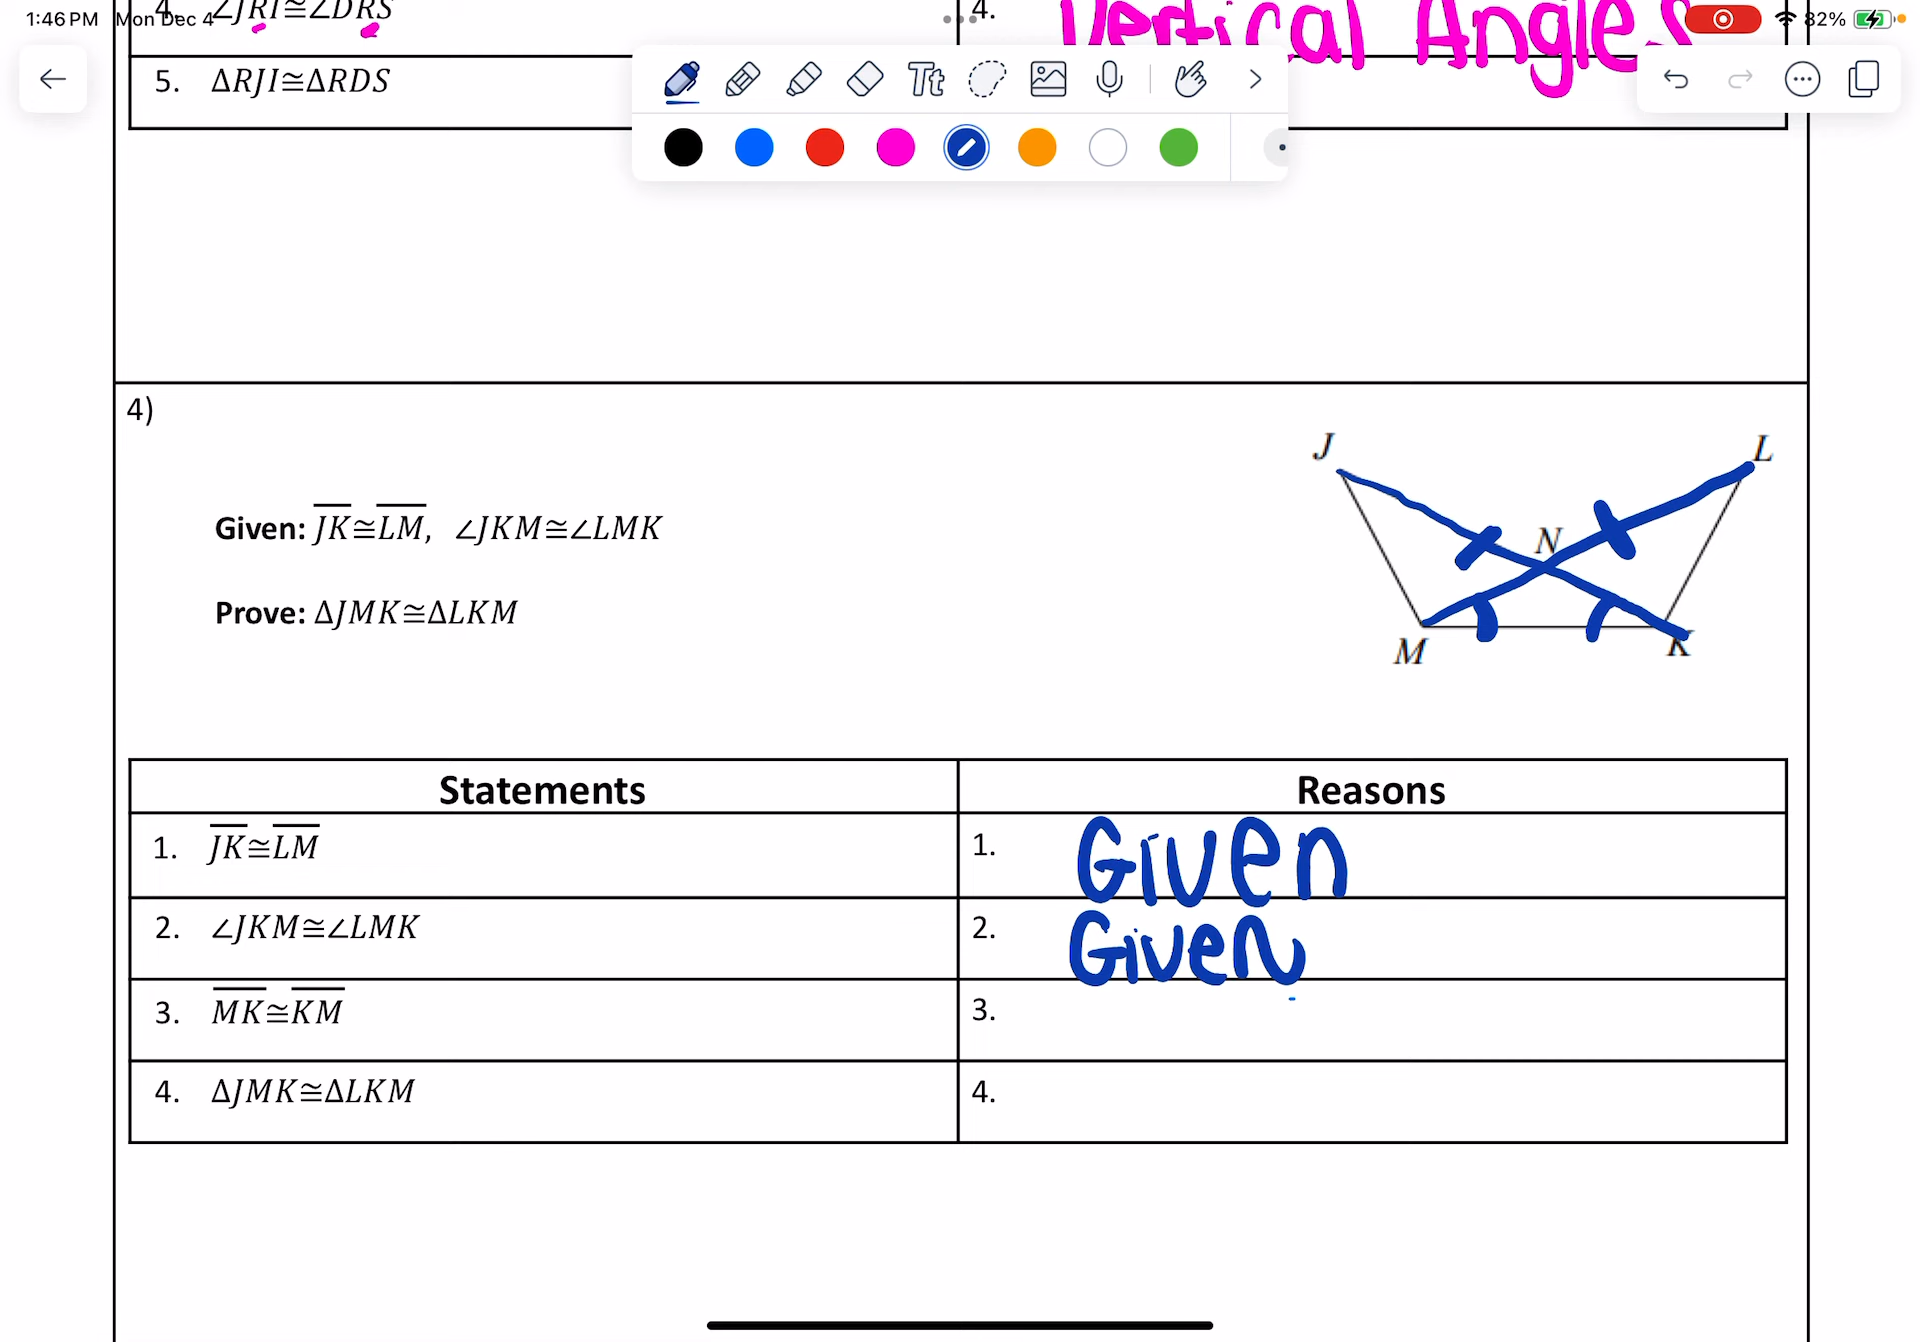 1:46 PM Mon Dec 4 82%
4. ∠JRI≅∠DRS 4. Vertical Angles
5. ΔRJI≅ΔRDS
Tt
4)
J L
N
M K
Given: JK≅LM, ∠JKM≅∠LMK
Prove: ΔJMK≅ΔLKM
Statements Reasons
1. JK≅LM 1. Given
2. ∠JKM≅∠LMK 2. Given
3. MK≅KM 3.
4. ΔJMK≅ΔLKM 4.